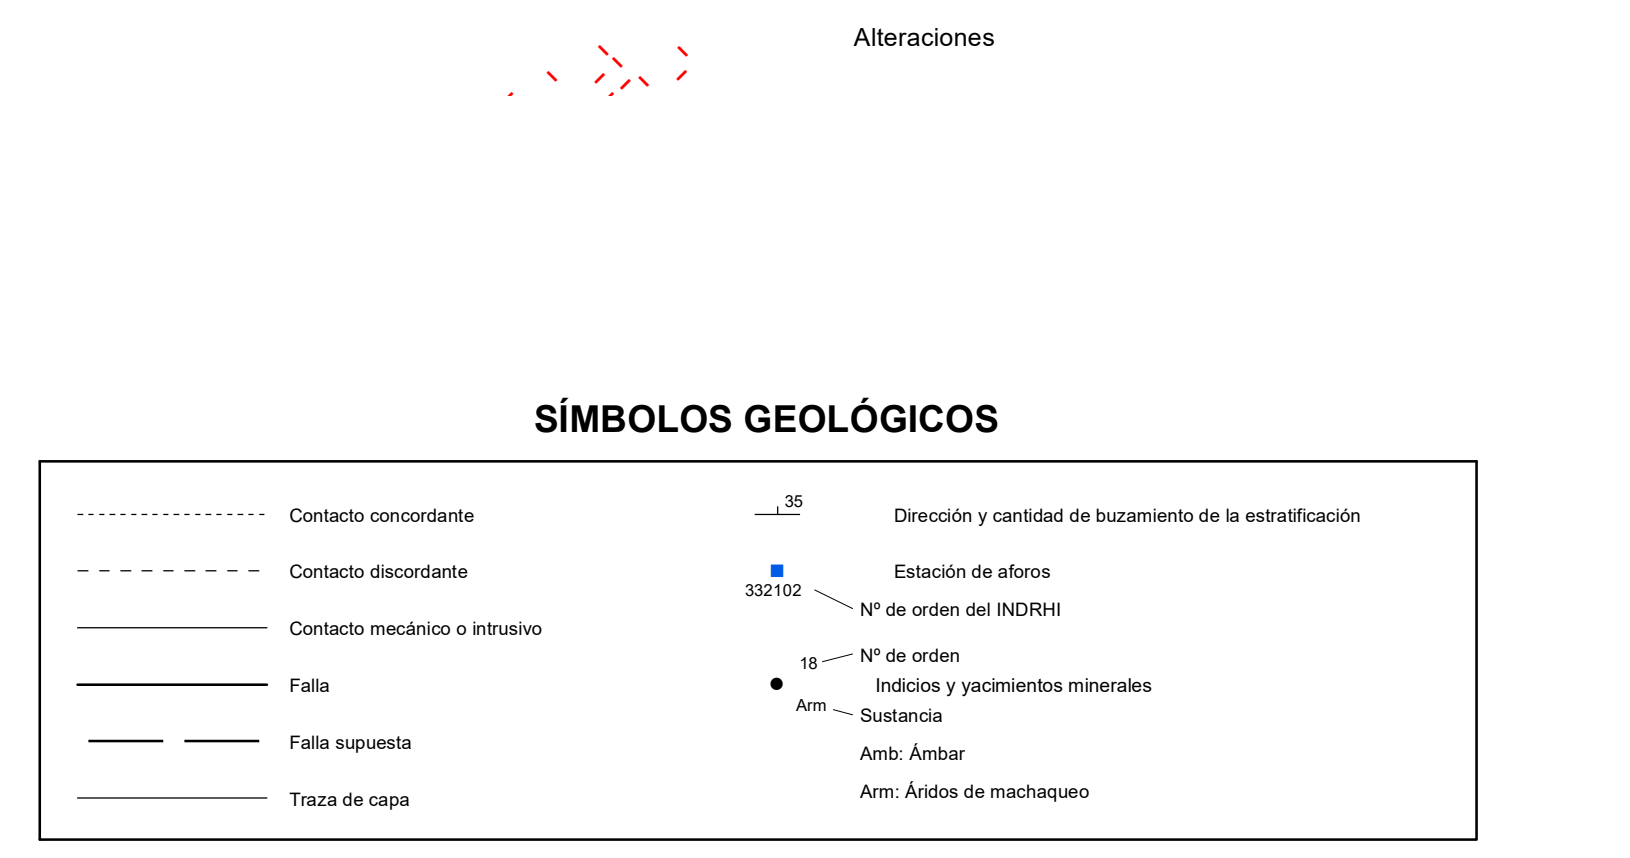 Alteraciones
SÍMBOLOS GEOLÓGICOS
Contacto concordante
Contacto discordante
Contacto mecánico o intrusivo
Falla
Falla supuesta
Traza de capa
35
Dirección y cantidad de buzamiento de la estratificación
Estación de aforos
332102
Nº de orden del INDRHI
18
Nº de orden
Indicios y yacimientos minerales
Arm
Sustancia
Amb: Ámbar
Arm: Áridos de machaqueo